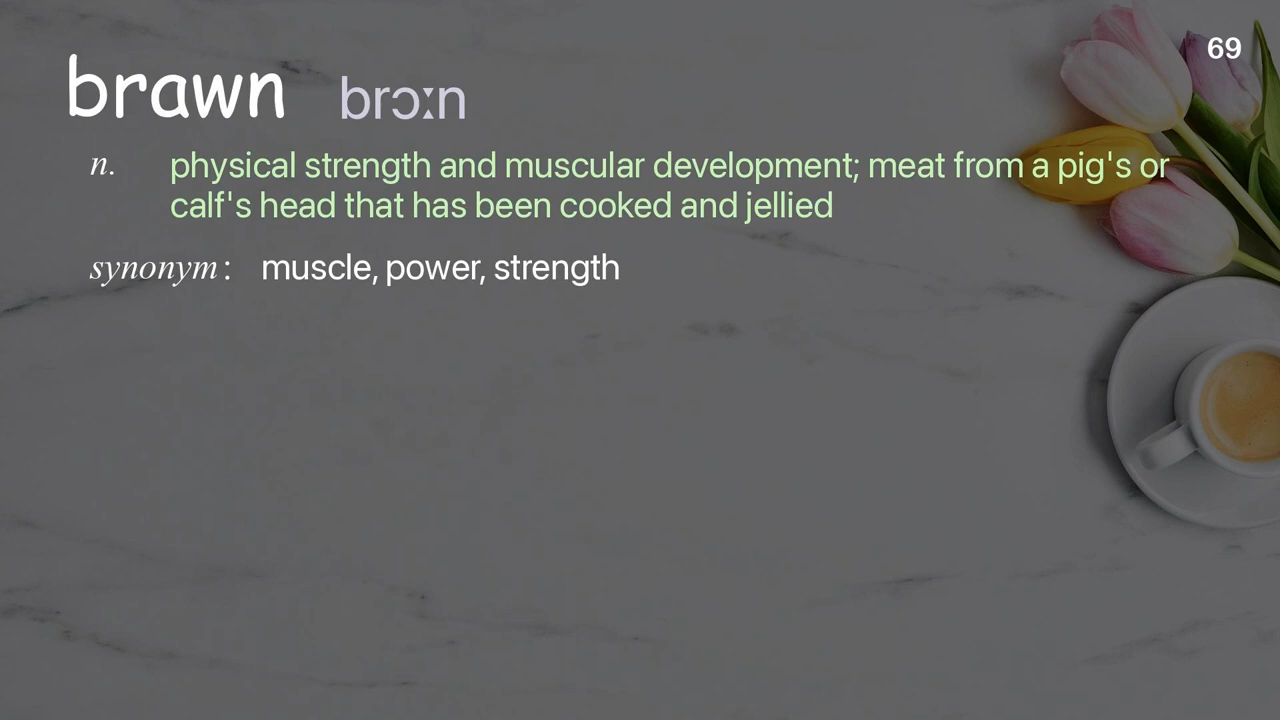 69
brawn brɔːn
n. physical strength and muscular development; meat from a pig's or
calf's head that has been cooked and jellied
synonym : muscle, power, strength